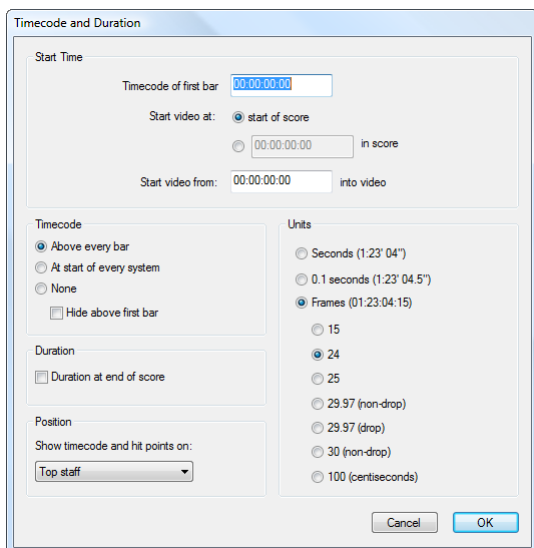 Timecode and Duration
Start Time
Timecode of first bar 00:00:00:00
Start video at: start of score
00:00:00:00 in score
Start video from: 00:00:00:00 into video
Timecode
Above every bar
At start of every system
None
Hide above first bar
Duration
Duration at end of score
Position
Show timecode and hit points on:
Top staff
Units
Seconds (1:23' 04")
0.1 seconds (1:23' 04.5")
Frames (01:23:04:15)
15
24
25
29.97 (non-drop)
29.97 (drop)
30 (non-drop)
100 (centiseconds)
Cancel OK